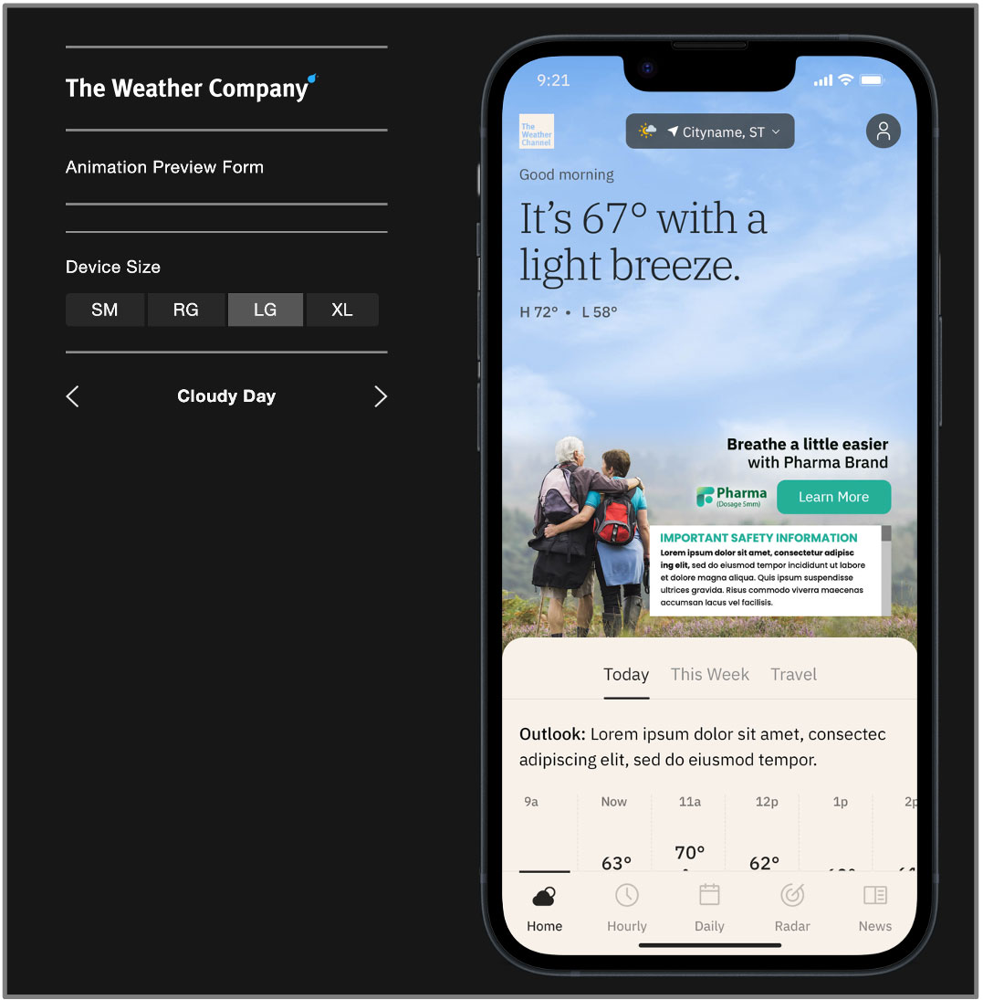 The Weather Company
Animation Preview Form
Device Size
SM RG LG XL
Cloudy Day
9:21
The
Weather
Channel
Cityname, ST
Good morning
It’s 67° with a
light breeze.
H 72° • L 58°
Breathe a little easier
with Pharma Brand
Pharma
(Dosage 5mm)
Learn More
IMPORTANT SAFETY INFORMATION
Lorem ipsum dolor sit amet, consectetur adipisc
ing elit, sed do eiusmod tempor incididunt ut labore
et dolore magna aliqua. Quis ipsum suspendisse
ultrices gravida. Risus commodo viverra maecenas
accumsan lacus vel facilisis.
Today This Week Travel
Outlook: Lorem ipsum dolor sit amet, consectec
adipiscing elit, sed do eiusmod tempor.
9a Now 11a 12p 1p
63° 70° 62°
Home Hourly Daily Radar News